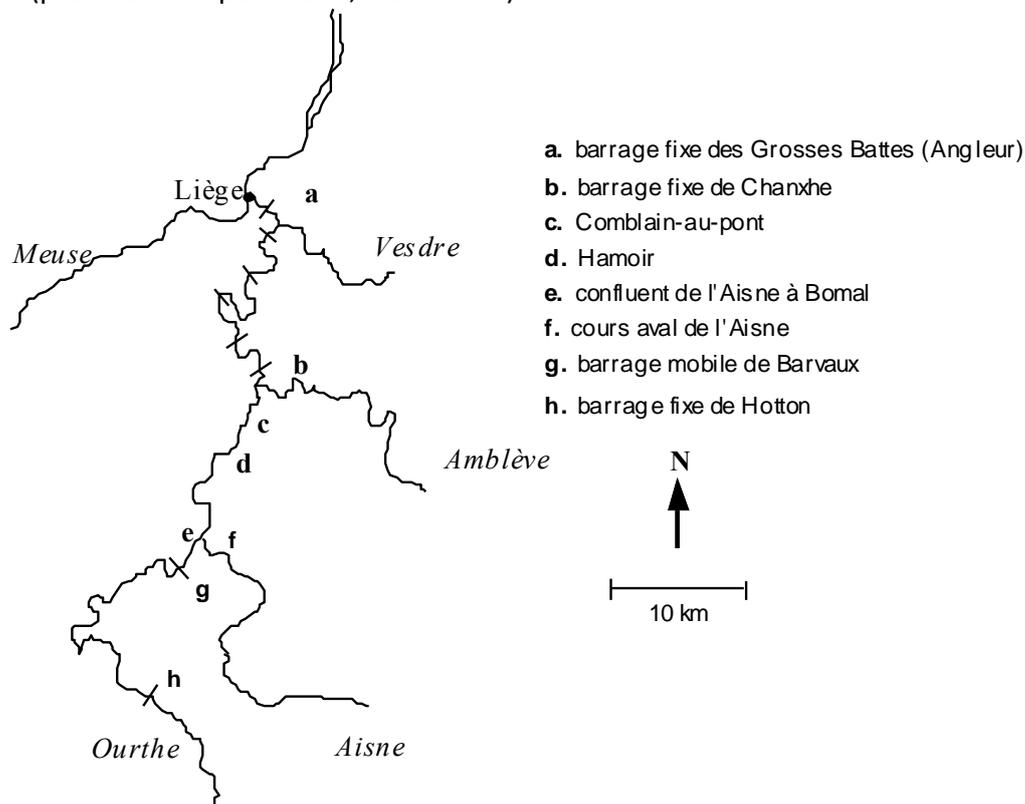 Liège
a
Meuse
Vesdre
b
c
d
Amblève
e
f
g
h
Ourthe
Aisne
a. barrage fixe des Grosses Battes (Angleur)
b. barrage fixe de Chanxhe
c. Comblain-au-pont
d. Hamoir
e. confluent de l'Aisne à Bomal
f. cours aval de l'Aisne
g. barrage mobile de Barvaux
h. barrage fixe de Hotton
N
10 km